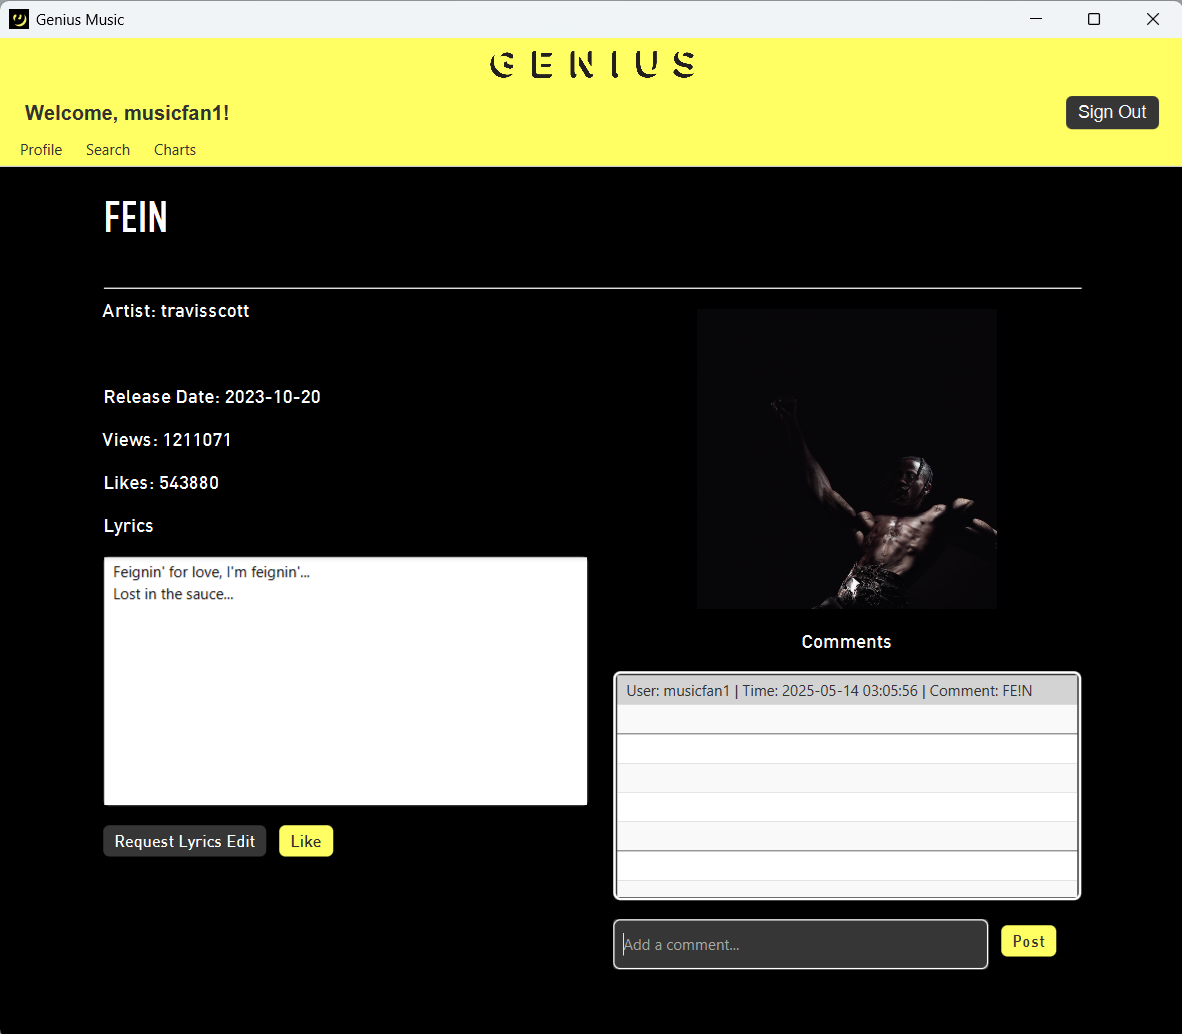 Genius Music
GENIUS
Welcome, musicfan1!
Sign Out
Profile Search Charts
FEIN
Artist: travisscott
Release Date: 2023-10-20
Views: 1211071
Likes: 543880
Lyrics
Feignin' for love, I'm feignin'...
Lost in the sauce...
Request Lyrics Edit Like
Comments
User: musicfan1 | Time: 2025-05-14 03:05:56 | Comment: FE!N
Add a comment...
Post